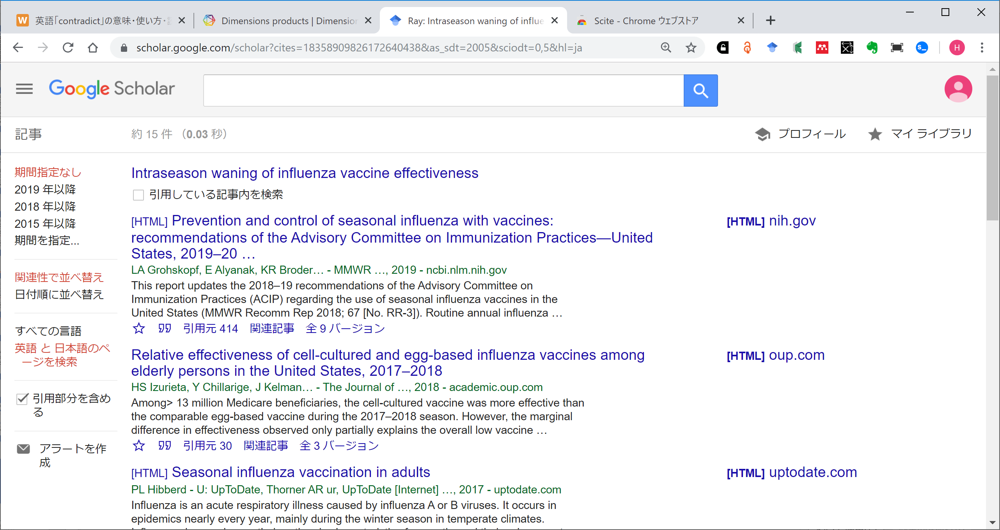 英語「contradict」の意味・使い方・
Dimensions products | Dimension
Ray: Intraseason waning of influe
Scite - Chrome ウェブストア
scholar.google.com/scholar?cites=18358909826172640438&as_sdt=2005&sciodt=0,5&hl=ja
H
Google Scholar
記事
約 15 件 （0.03 秒）
プロフィール
マイ ライブラリ
期間指定なし
2019 年以降
2018 年以降
2015 年以降
期間を指定...
関連性で並べ替え
日付順に並べ替え
すべての言語
英語 と 日本語のペ
ージを検索
引用部分を含め
る
アラートを作
成
Intraseason waning of influenza vaccine effectiveness
引用している記事内を検索
[HTML] Prevention and control of seasonal influenza with vaccines:
recommendations of the Advisory Committee on Immunization Practices—United
States, 2019–20 …
LA Grohskopf, E Alyanak, KR Broder… - MMWR …, 2019 - ncbi.nlm.nih.gov
This report updates the 2018–19 recommendations of the Advisory Committee on
Immunization Practices (ACIP) regarding the use of seasonal influenza vaccines in the
United States (MMWR Recomm Rep 2018; 67 [No. RR-3]). Routine annual influenza …
引用元 414 関連記事 全 9 バージョン
[HTML] nih.gov
Relative effectiveness of cell-cultured and egg-based influenza vaccines among
elderly persons in the United States, 2017–2018
HS Izurieta, Y Chillarige, J Kelman… - The Journal of …, 2018 - academic.oup.com
Among> 13 million Medicare beneficiaries, the cell-cultured vaccine was more effective than
the comparable egg-based vaccine during the 2017–2018 season. However, the marginal
difference in effectiveness observed only partially explains the overall low vaccine …
引用元 30 関連記事 全 3 バージョン
[HTML] oup.com
[HTML] Seasonal influenza vaccination in adults
PL Hibberd - U: UpToDate, Thorner AR ur, UpToDate [Internet] …, 2017 - uptodate.com
Influenza is an acute respiratory illness caused by influenza A or B viruses. It occurs in
epidemics nearly every year, mainly during the winter season in temperate climates.
[HTML] uptodate.com